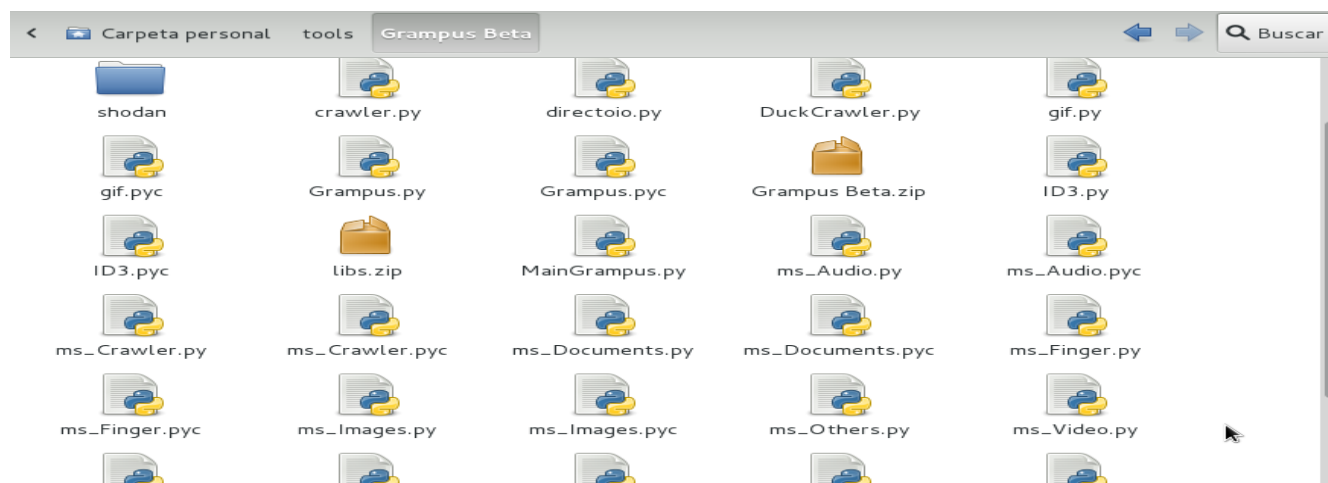 < Carpeta personal tools Grampus Beta Buscar
shodan crawler.py directoio.py DuckCrawler.py gif.py
gif.pyc Grampus.py Grampus.pyc Grampus Beta.zip ID3.py
ID3.pyc libs.zip MainGrampus.py ms_Audio.py ms_Audio.pyc
ms_Crawler.py ms_Crawler.pyc ms_Documents.py ms_Documents.pyc ms_Finger.py
ms_Finger.pyc ms_Images.py ms_Images.pyc ms_Others.py ms_Video.py